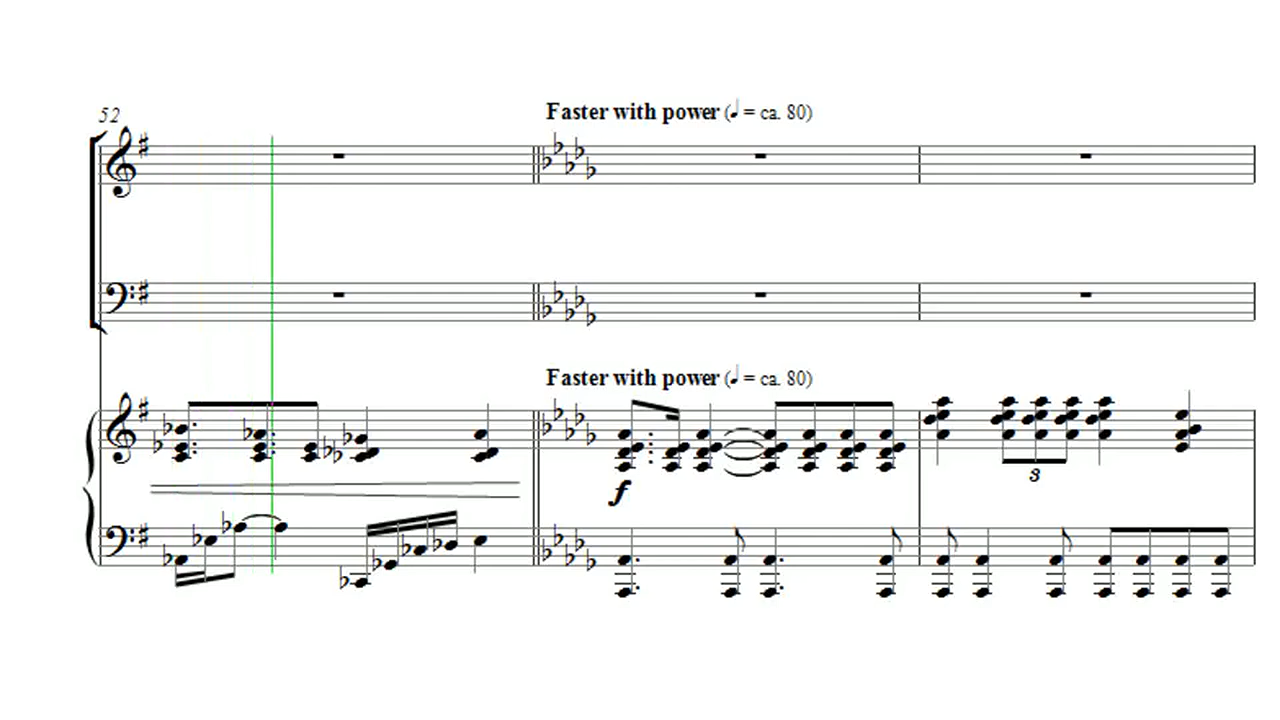 52
Faster with power (♩ = ca. 80)
Faster with power (♩ = ca. 80)
f
3